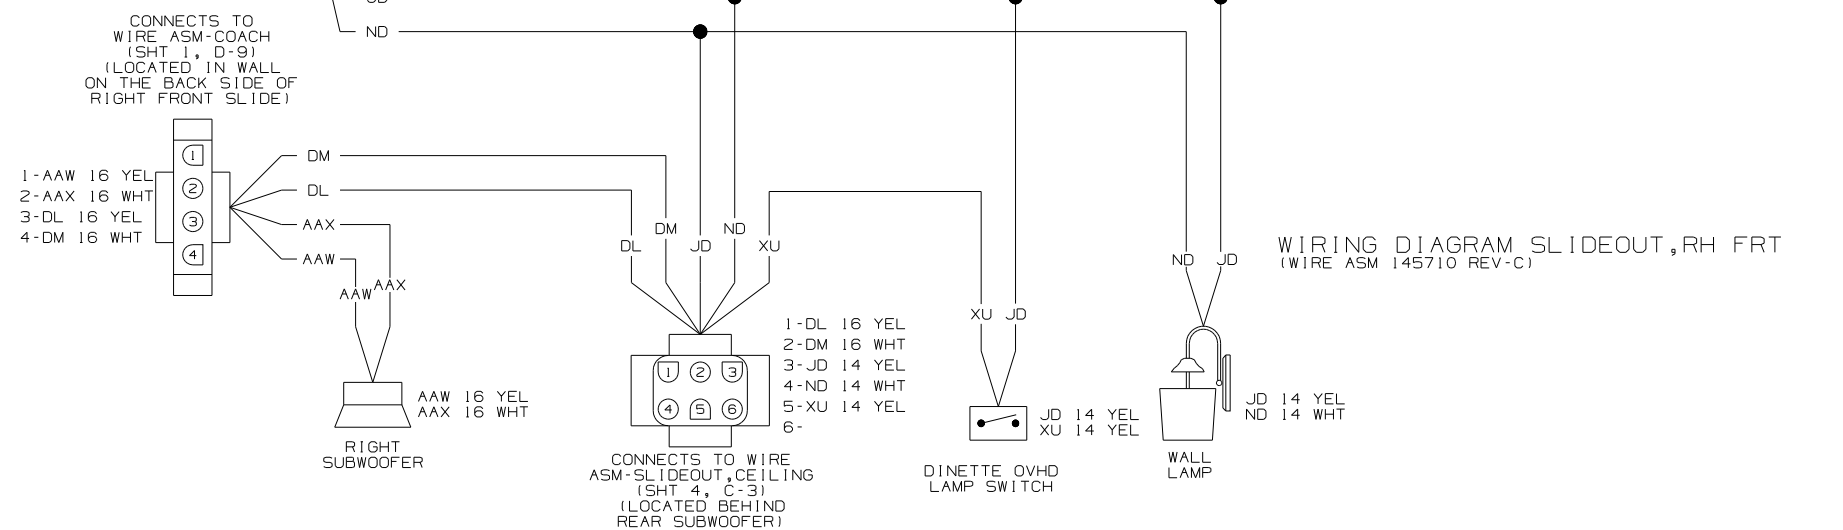 ND
CONNECTS TO
WIRE ASM-COACH
(SHT 1, D-9)
(LOCATED IN WALL
ON THE BACK SIDE OF
RIGHT FRONT SLIDE)
1
2
3
4
1-AAW 16 YEL
2-AAX 16 WHT
3-DL 16 YEL
4-DM 16 WHT
DM
DL
AAX
AAW
AAW
AAX
AAW 16 YEL
AAX 16 WHT
RIGHT
SUBWOOFER
DL
DM
JD
ND
XU
1
2
3
4
5
6
1-DL 16 YEL
2-DM 16 WHT
3-JD 14 YEL
4-ND 14 WHT
5-XU 14 YEL
6-
CONNECTS TO WIRE
ASM-SLIDEOUT,CEILING
(SHT 4, C-3)
(LOCATED BEHIND
REAR SUBWOOFER)
XU
JD
JD 14 YEL
XU 14 YEL
DINETTE OVHD
LAMP SWITCH
ND
JD
JD 14 YEL
ND 14 WHT
WALL
LAMP
WIRING DIAGRAM SLIDEOUT,RH FRT
(WIRE ASM 145710 REV-C)